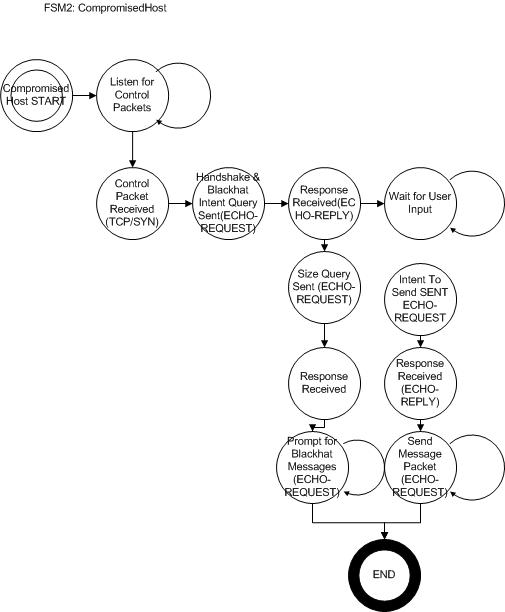 FSM2: CompromisedHost
Compromised
Host START
Listen for
Control
Packets
Control
Packet
Received
(TCP/SYN)
Handshake &
Blackhat
Intent Query
Sent(ECHO-
REQUEST)
Response
Received(EC
HO-REPLY)
Wait for User
Input
Size Query
Sent (ECHO-
REQUEST)
Intent To
Send SENT
ECHO-
REQUEST
Response
Received
Response
Received
(ECHO-
REPLY)
Prompt for
Blackhat
Messages
(ECHO-
REQUEST)
Send
Message
Packet
(ECHO-
REQUEST)
END